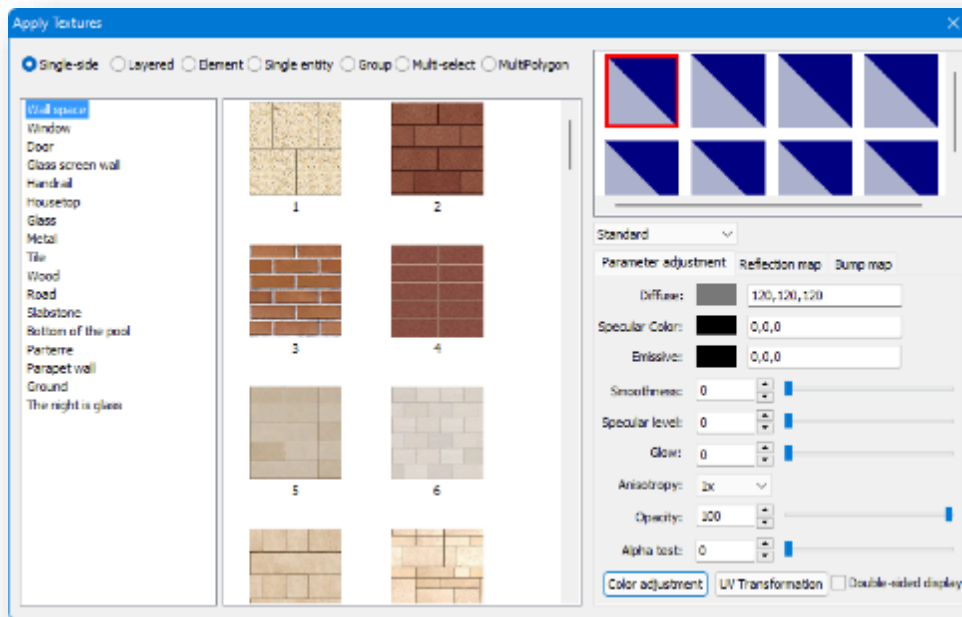 Apply Textures
Single-side Layered Element Single entity Group Multi-select MultiPolygon
Wall space
Window
Door
Glass screen wall
Handrail
Housetop
Glass
Metal
Tile
Wood
Road
Slabstone
Bottom of the pool
Parterre
Parapet wall
Ground
The night is glass
1 2
3 4
5 6
Standard
Parameter adjustment Reflection map Bump map
Diffuse: 120,120,120
Specular Color: 0,0,0
Emissive: 0,0,0
Smoothness: 0
Specular level: 0
Glow: 0
Anisotropy: 1x
Opacity: 100
Alpha test: 0
Color adjustment UV Transformation Double-sided display